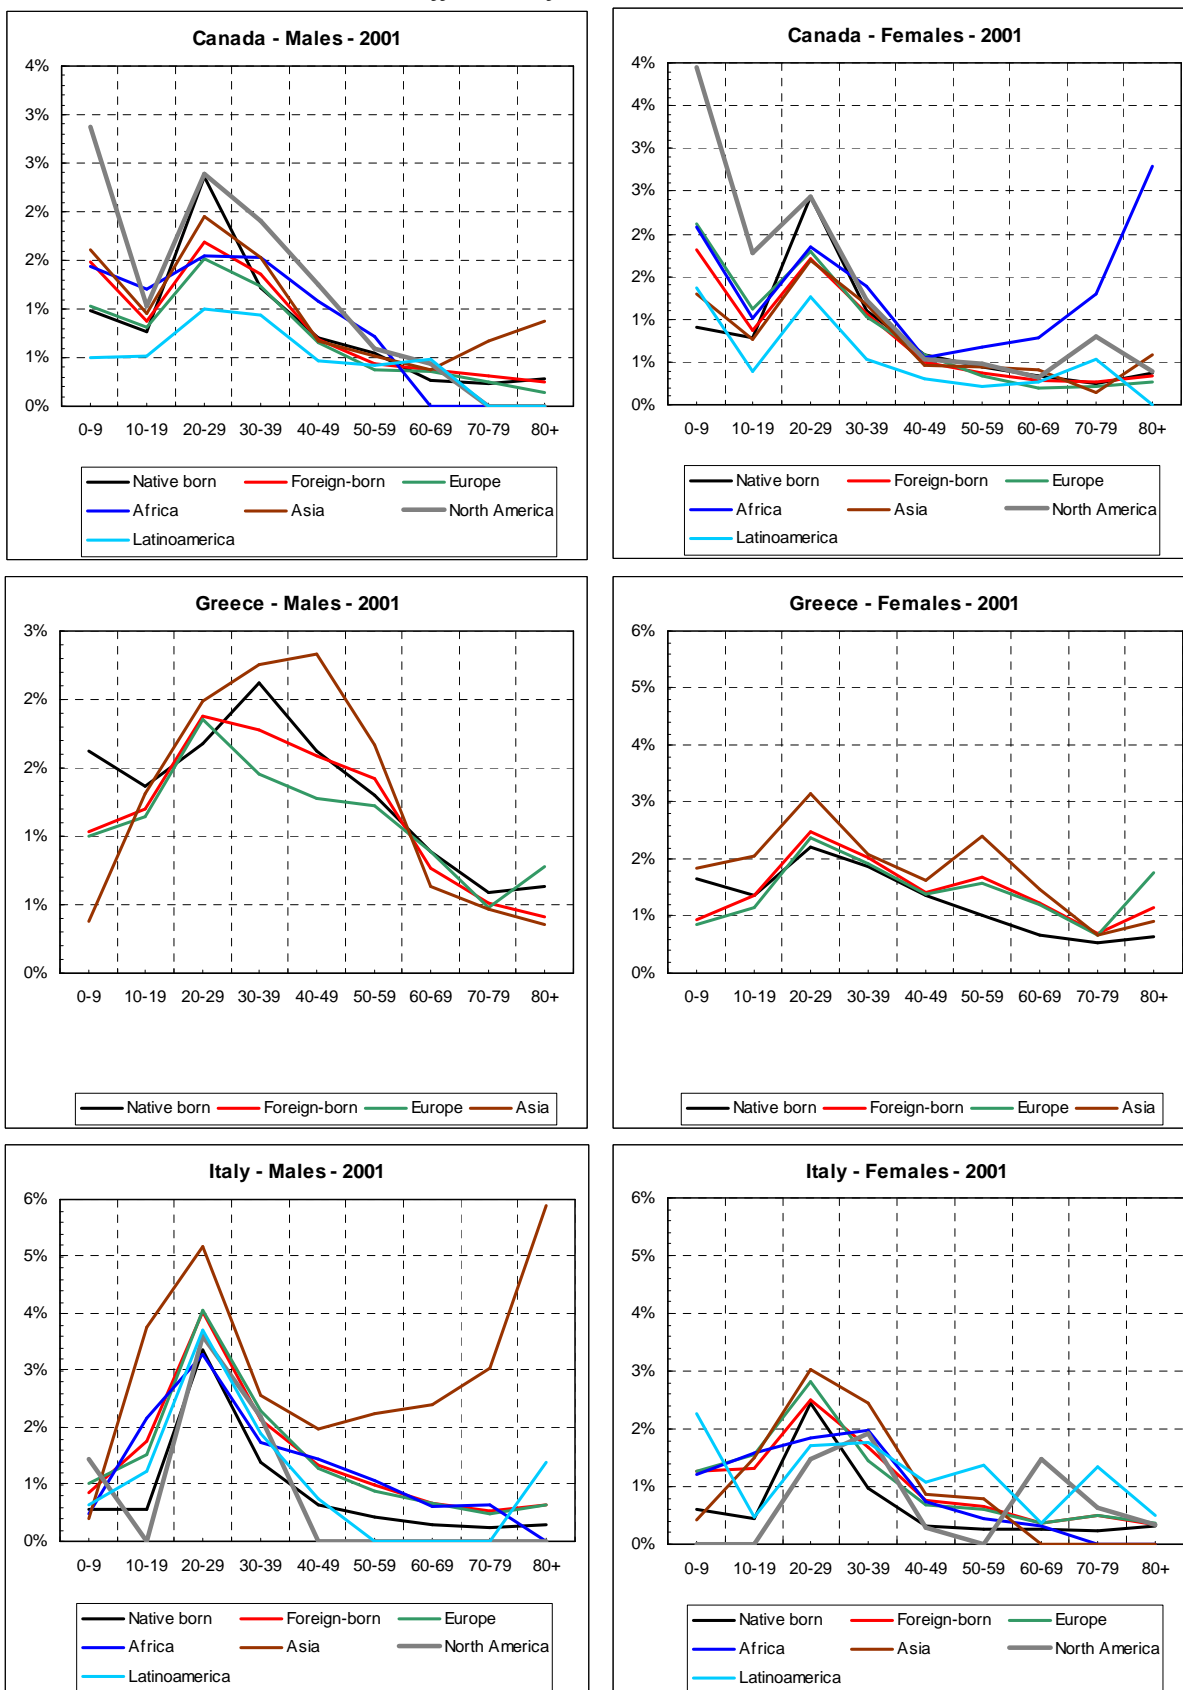 Canada - Males - 2001
4%
3%
3%
2%
2%
1%
1%
0%
0-9 10-19 20-29 30-39 40-49 50-59 60-69 70-79 80+
Native born Foreign-born Europe
Africa Asia North America
Latinoamerica
Canada - Females - 2001
4%
4%
3%
3%
2%
2%
1%
1%
0%
0-9 10-19 20-29 30-39 40-49 50-59 60-69 70-79 80+
Native born Foreign-born Europe
Africa Asia North America
Latinoamerica
Greece - Males - 2001
3%
2%
2%
1%
1%
0%
0-9 10-19 20-29 30-39 40-49 50-59 60-69 70-79 80+
Native born Foreign-born Europe Asia
Greece - Females - 2001
6%
5%
4%
3%
2%
1%
0%
0-9 10-19 20-29 30-39 40-49 50-59 60-69 70-79 80+
Native born Foreign-born Europe Asia
Italy - Males - 2001
6%
5%
4%
3%
2%
1%
0%
0-9 10-19 20-29 30-39 40-49 50-59 60-69 70-79 80+
Native born Foreign-born Europe
Africa Asia North America
Latinoamerica
Italy - Females - 2001
6%
5%
4%
3%
2%
1%
0%
0-9 10-19 20-29 30-39 40-49 50-59 60-69 70-79 80+
Native born Foreign-born Europe
Africa Asia North America
Latinoamerica